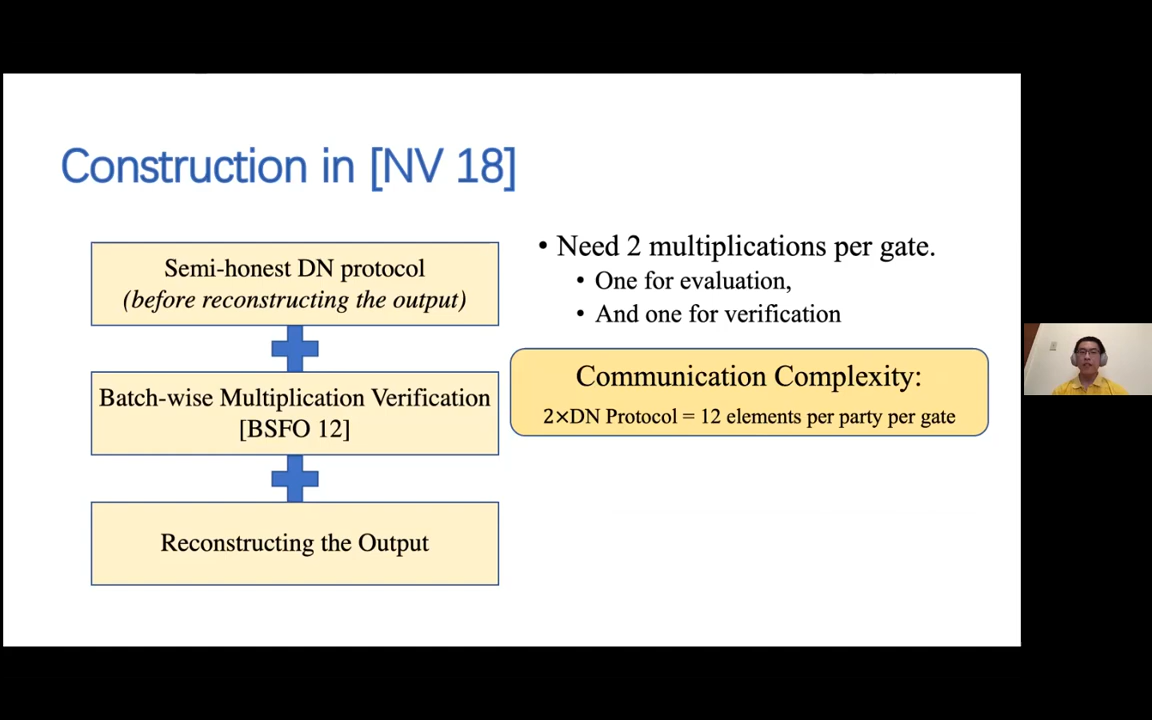 Construction in [NV 18]
Semi-honest DN protocol
(before reconstructing the output)
Batch-wise Multiplication Verification
[BSFO 12]
Reconstructing the Output
• Need 2 multiplications per gate.
• One for evaluation,
• And one for verification
Communication Complexity:
2×DN Protocol = 12 elements per party per gate